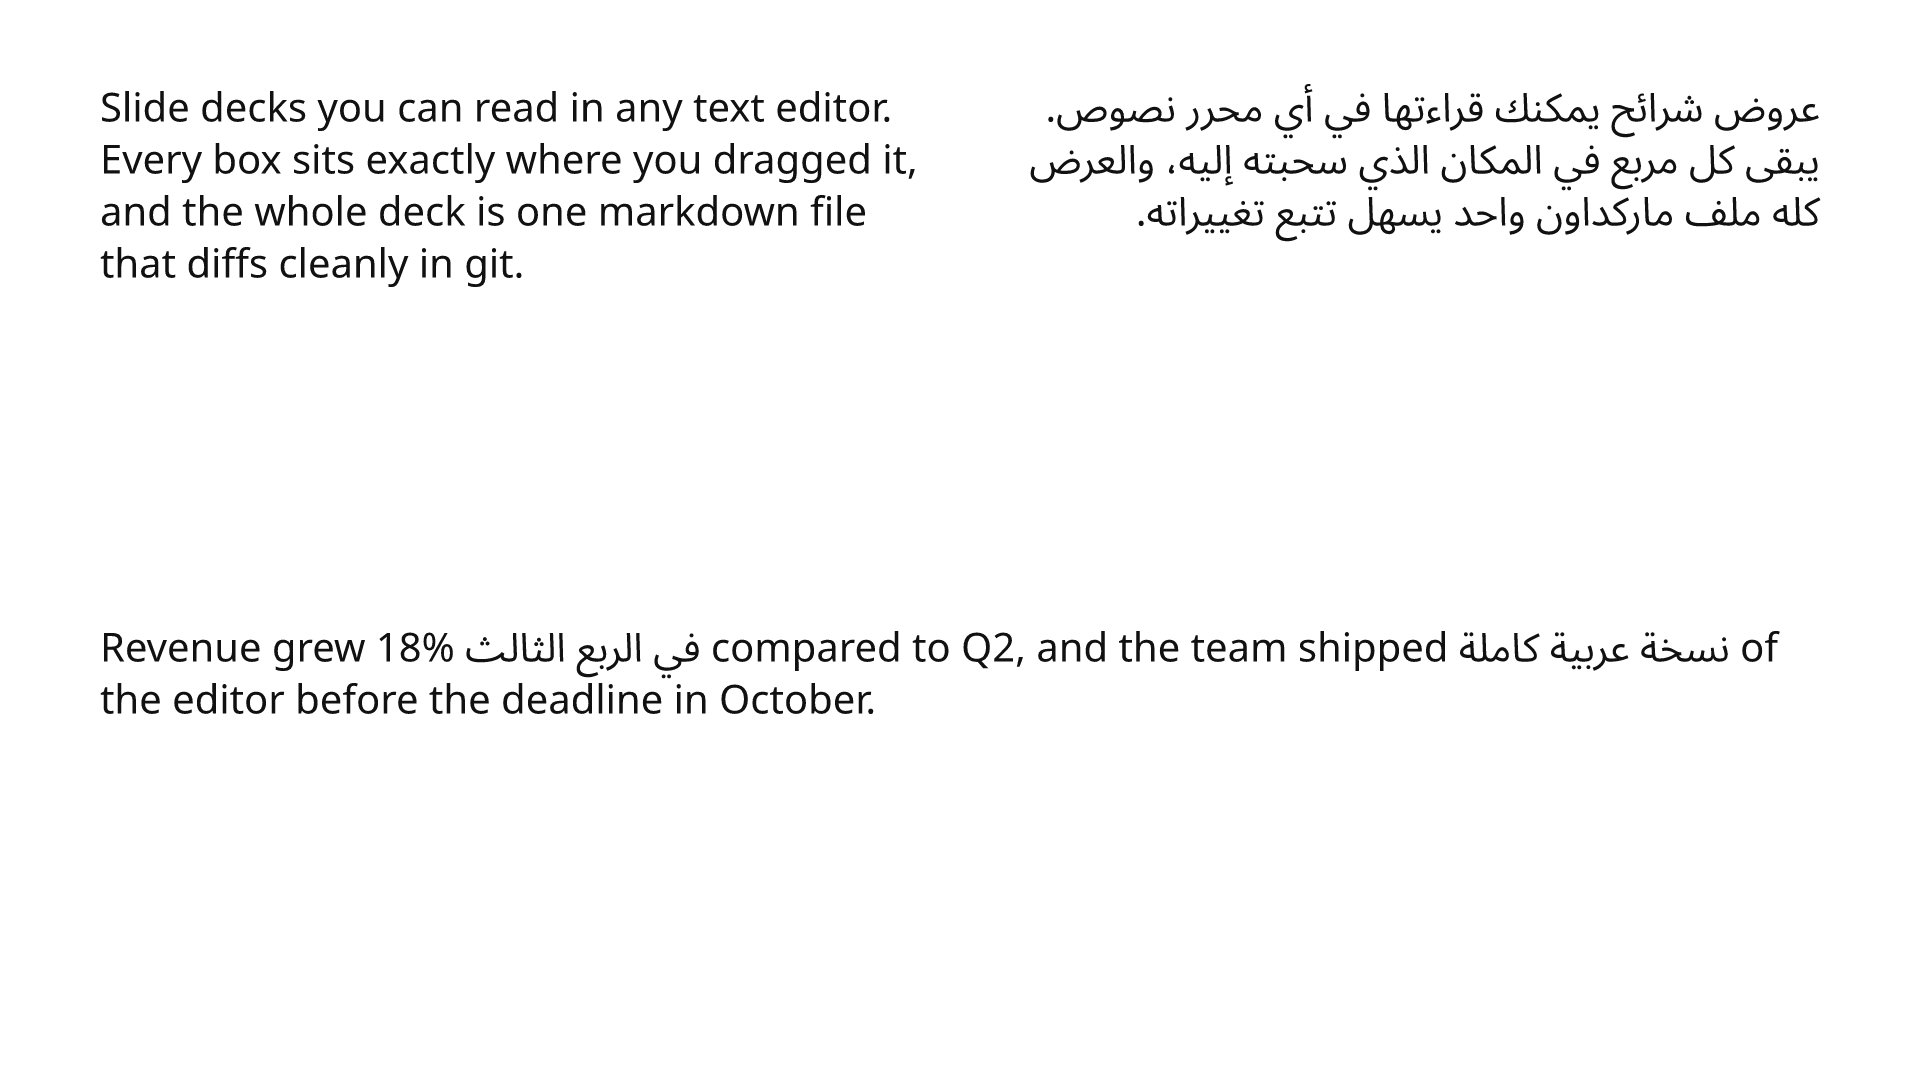 Slide decks you can read in any text editor.
Every box sits exactly where you dragged it,
and the whole deck is one markdown file
that diffs cleanly in git.
عروض شرائح يمكنك قراءتها في أي محرر نصوص.
يبقى كل مربع في المكان الذي سحبته إليه، والعرض
كله ملف ماركداون واحد يسهل تتبع تغييراته.
Revenue grew 18% في الربع الثالث compared to Q2, and the team shipped نسخة عربية كاملة of
the editor before the deadline in October.